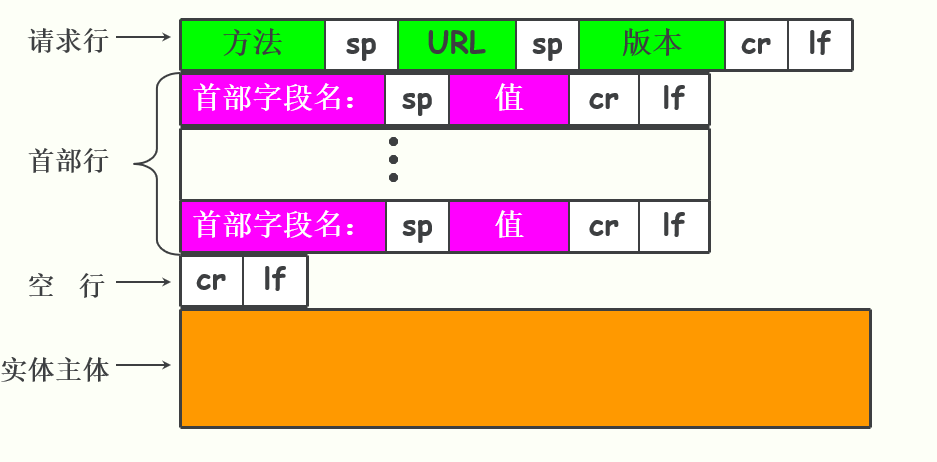 请求行 方法 sp URL sp 版本 cr lf
首部字段名: sp 值 cr lf
首部行
首部字段名: sp 值 cr lf
空 行 cr lf
实体主体